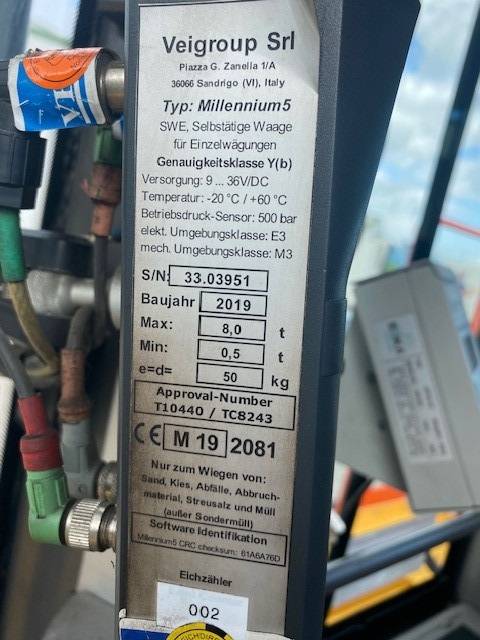 Veigroup Srl
Piazza G. Zanella 1/A
36066 Sandrigo (VI), Italy
Typ: Millennium5
SWE, Selbstätige Waage
für Einzelwägungen
Genauigkeitsklasse Y(b)
Versorgung: 9 ... 36V/DC
Temperatur: -20 °C / +60 °C
Betriebsdruck-Sensor: 500 bar
elekt. Umgebungsklasse: E3
mech. Umgebungsklasse: M3
S/N: 33.03951
Baujahr 2019
Max: 8,0 t
Min: 0,5 t
e=d= 50 kg
Approval-Number
T10440 / TC8243
CE M 19 2081
Nur zum Wiegen von:
Sand, Kies, Abfälle, Abbruch-
material, Streusalz und Müll
(außer Sondermüll)
Software Identifikation
Millennium5 CRC checksum: 61A6A76D
Eichzähler
002